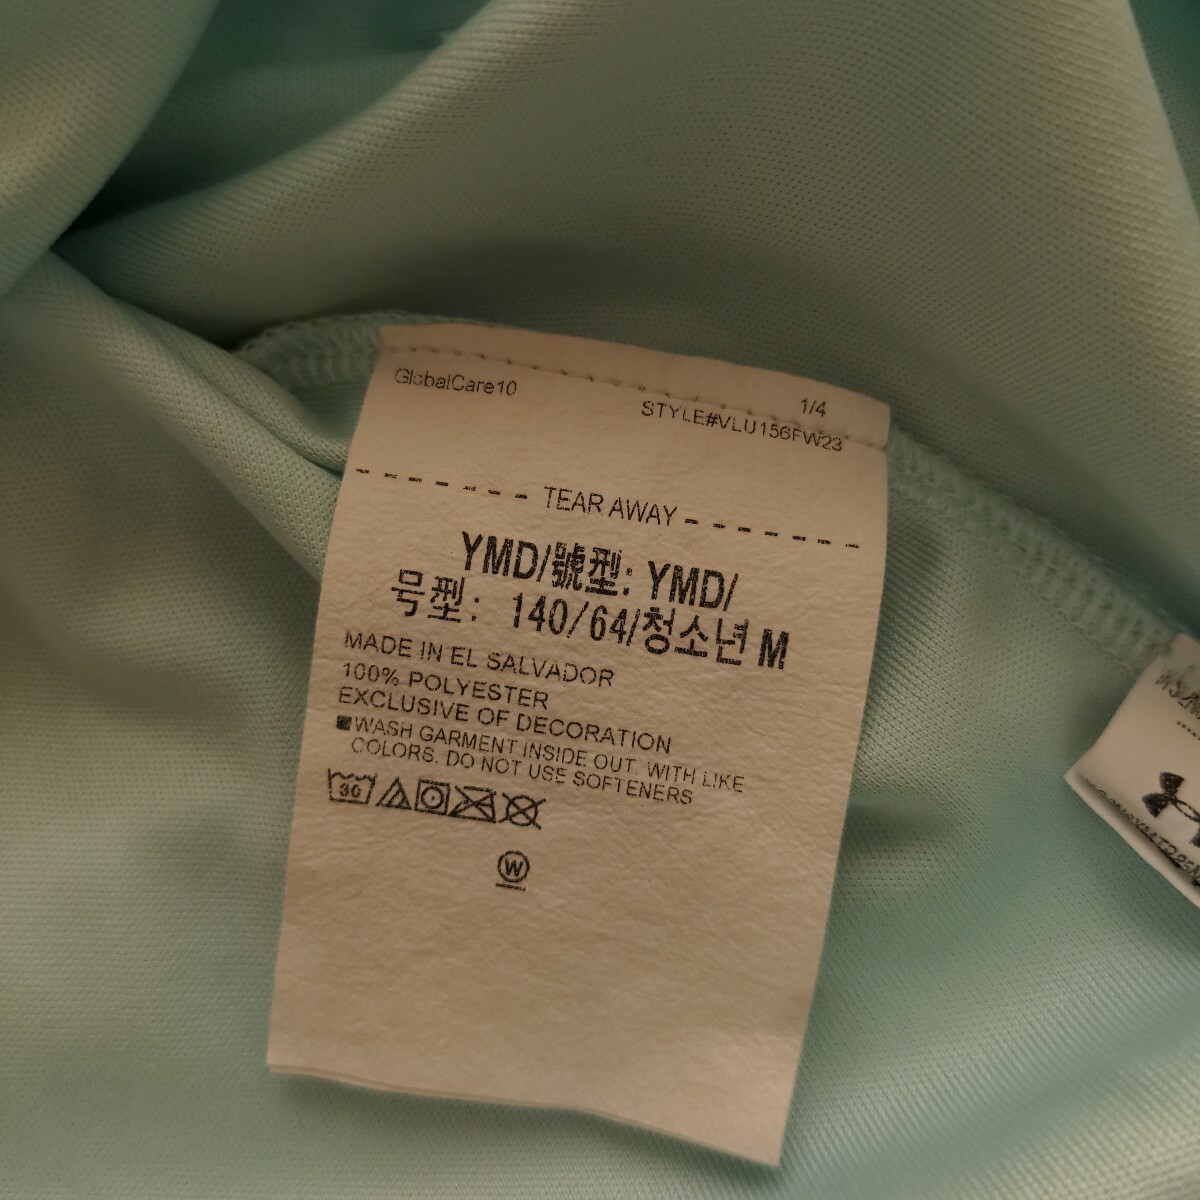 GlobalCare10
1/4
STYLE#VLU156FW23
TEAR AWAY
YMD/號型: YMD/
号型: 140/64/청소년 M
MADE IN EL SALVADOR
100% POLYESTER
EXCLUSIVE OF DECORATION
■WASH GARMENT INSIDE OUT, WITH LIKE
COLORS. DO NOT USE SOFTENERS
30
W